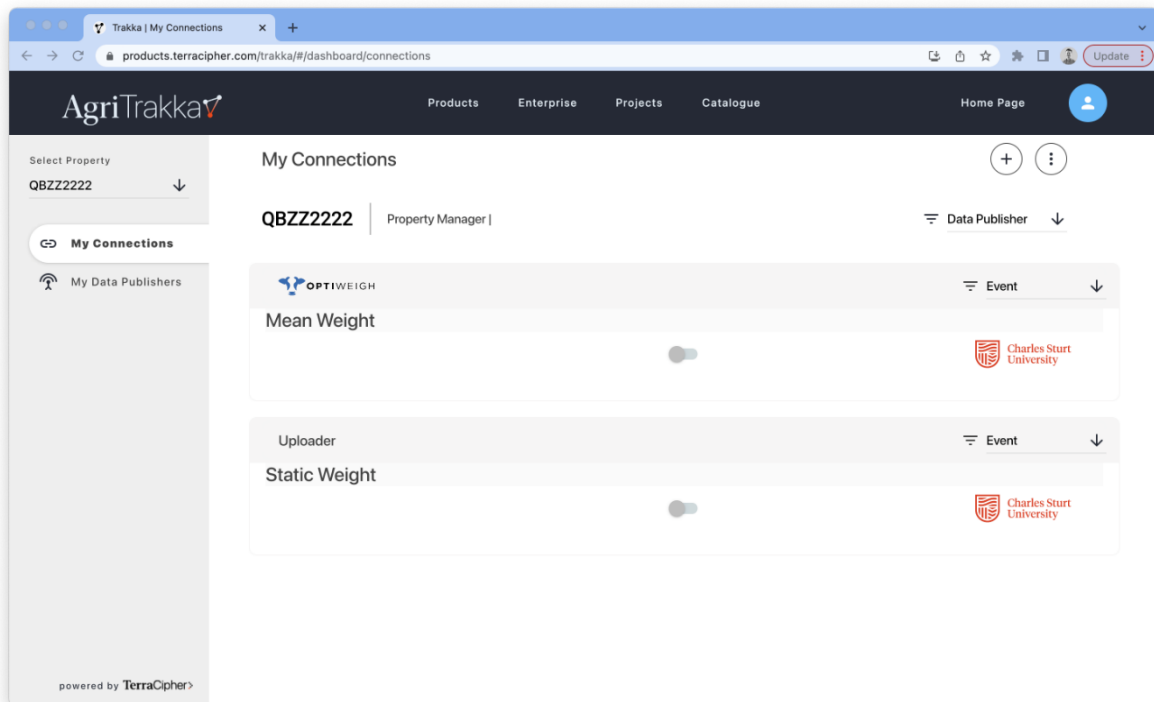 Trakka | My Connections
products.terracipher.com/trakka/#/dashboard/connections
Update
AgriTrakka
Products Enterprise Projects Catalogue Home Page
Select Property
QBZZ2222
My Connections
My Data Publishers
My Connections
QBZZ2222 Property Manager |
Data Publisher
OPTIWEIGH
Event
Mean Weight
Charles Sturt
University
Uploader
Event
Static Weight
Charles Sturt
University
powered by TerraCipher